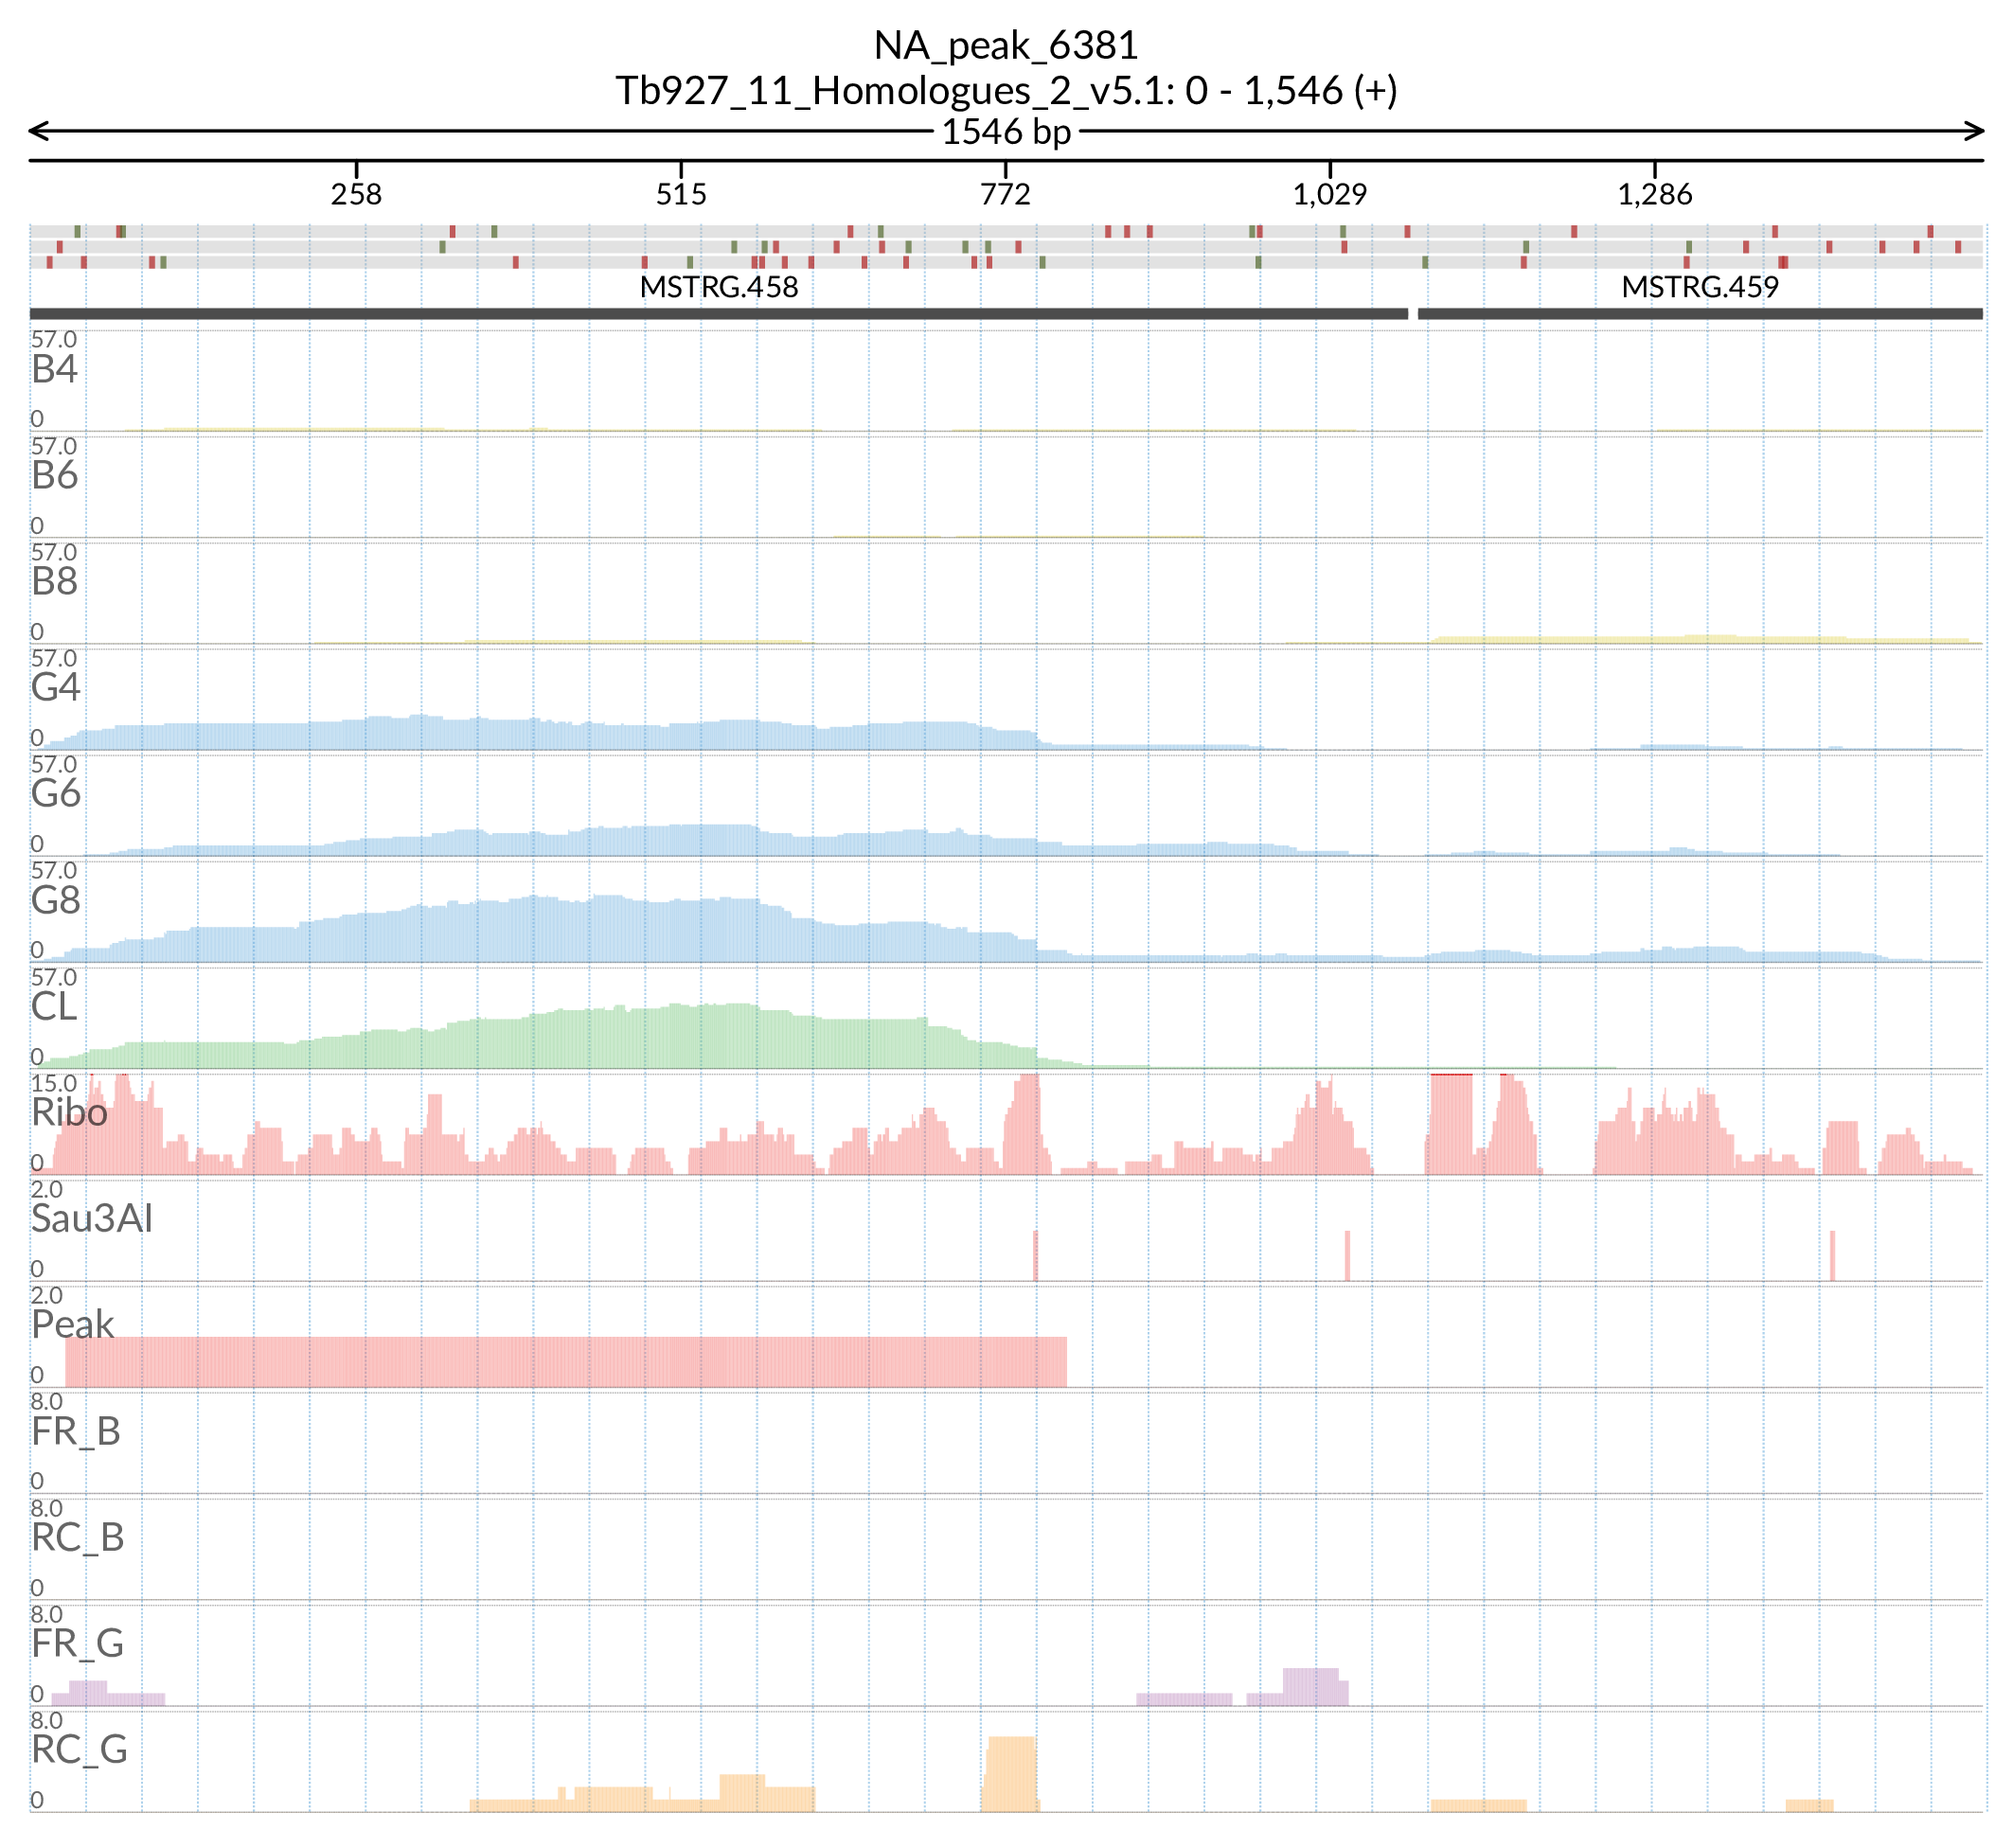 NA_peak_6381
Tb927_11_Homologues_2_v5.1: 0 - 1,546 (+)
1546 bp
258 515 772 1,029 1,286
MSTRG.458 MSTRG.459
57.0
B4
0
57.0
B6
0
57.0
B8
0
57.0
G4
0
57.0
G6
0
57.0
G8
0
57.0
CL
0
15.0
Ribo
0
2.0
Sau3AI
0
2.0
Peak
0
8.0
FR_B
0
8.0
RC_B
0
8.0
FR_G
0
8.0
RC_G
0